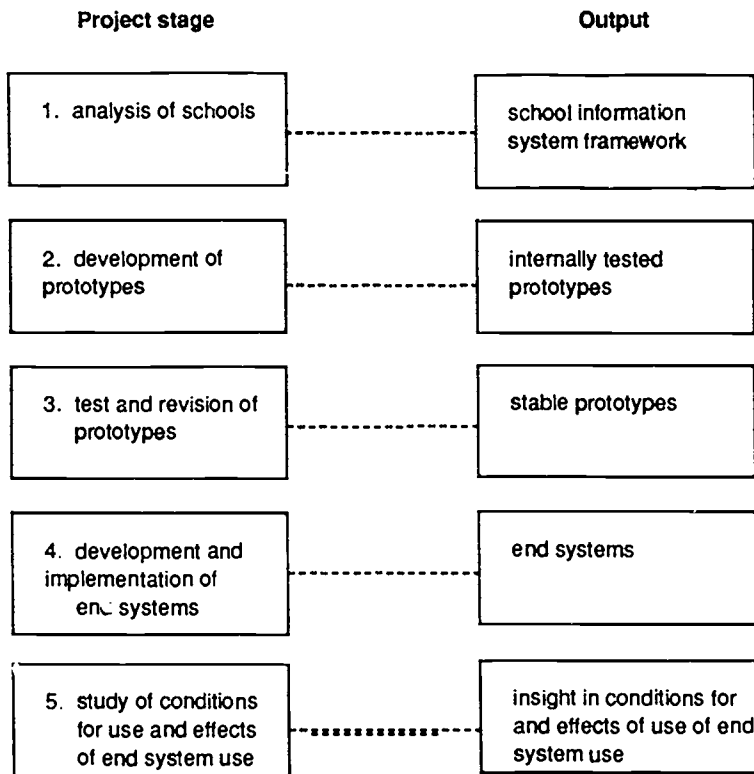 Project stage
Output
1. analysis of schools
school information
system framework
2. development of
prototypes
internally tested
prototypes
3. test and revision of
prototypes
stable prototypes
4. development and
implementation of
end systems
end systems
5. study of conditions
for use and effects
of end system use
insight in conditions for
and effects of use of end
system use